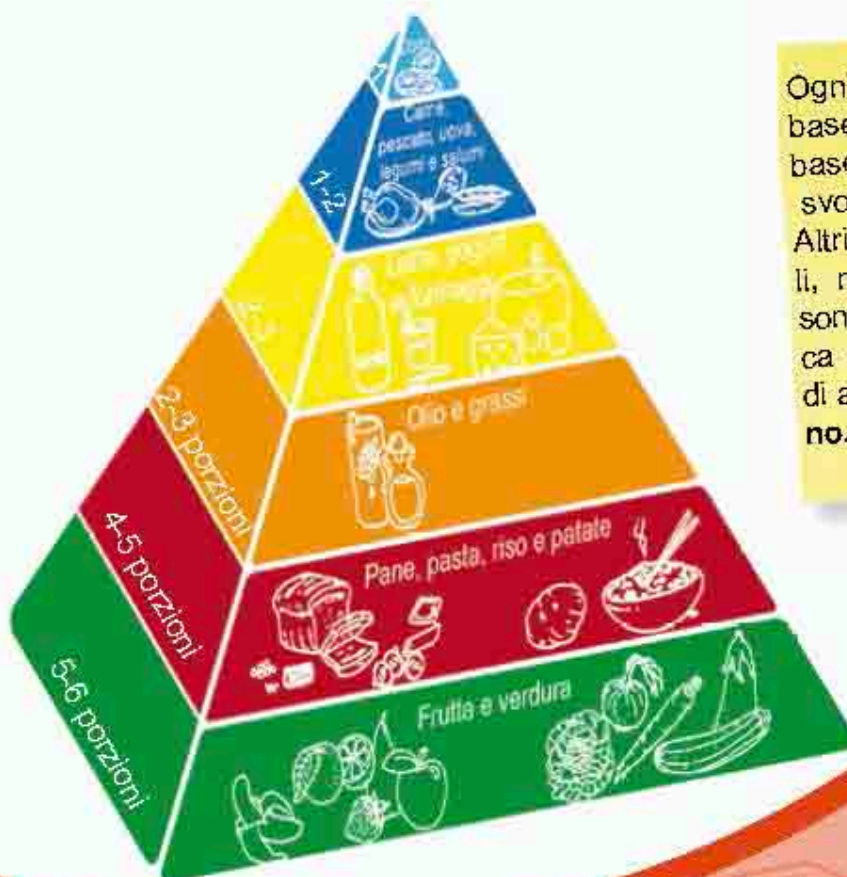 Carne,
pescato, uova,
legumi e salumi
1-2
Latte, yogurt
e formaggi
Olio e grassi
2-3 porzioni
Pane, pasta, riso e patate
4-5 porzioni
Frutta e verdura
5-6 porzioni
Ogn
base
base
svo
Altri
li, r
son
ca
di a
no.